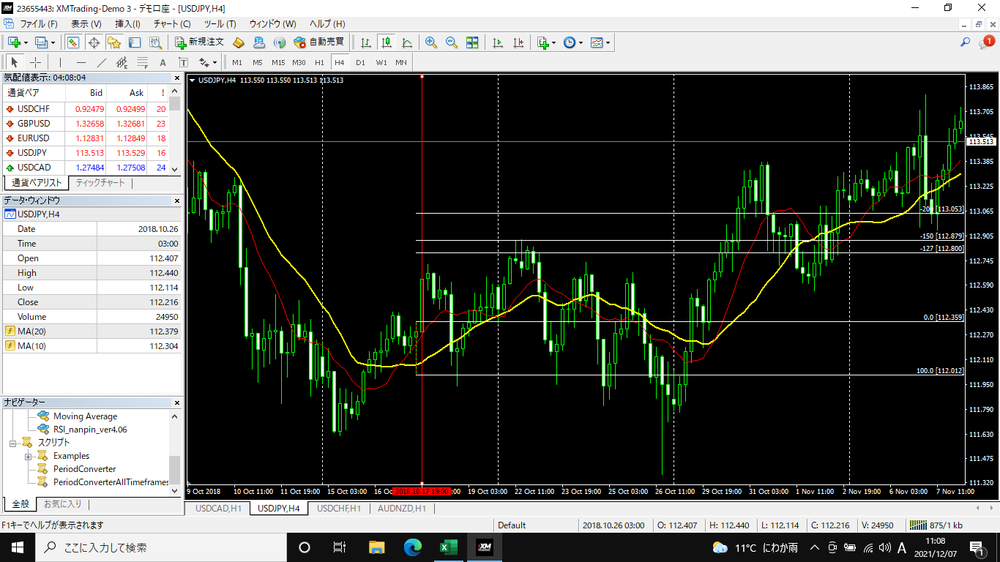 23655443: XMTrading-Demo 3 - デモ口座 - [USDJPY,H4]
ファイル (F) 表示 (V) 挿入(I) チャート (C) ツール (T) ウィンドウ (W) ヘルプ (H)
新規注文 自動売買 1
A T M1 M5 M15 M30 H1 H4 D1 W1 MN
気配値表示: 04:08:04
通貨ペア Bid Ask !
USDCHF 0.92479 0.92499 20
GBPUSD 1.32658 1.32681 23
EURUSD 1.12831 1.12849 18
USDJPY 113.513 113.529 16
USDCAD 1.27484 1.27508 24
通貨ペアリスト ティックチャート
データ・ウィンドウ
USDJPY,H4
Date 2018.10.26
Time 03:00
Open 112.407
High 112.440
Low 112.114
Close 112.216
Volume 24950
MA(20) 112.379
MA(10) 112.304
ナビゲーター
Moving Average
RSI_nanpin_ver4.06
スクリプト
Examples
PeriodConverter
PeriodConverterAllTimeframes
全般 お気に入り
USDJPY,H4 113.550 113.550 113.513 113.513
113.865
113.705
113.545
113.513
113.385
113.225
113.065
112.905
112.745
112.590
112.430
112.270
112.110
111.950
111.790
111.630
111.475
111.320
-200 [113.053]
-150 [112.879]
-127 [112.800]
0.0 [112.359]
100.0 [112.012]
9 Oct 2018 10 Oct 11:00 11 Oct 19:00 15 Oct 03:00 16 Oc 2018.10.17 19:00 :00 19 Oct 03:00 22 Oct 11:00 23 Oct 19:00 25 Oct 03:00 26 Oct 11:00 29 Oct 19:00 31 Oct 03:00 1 Nov 11:00 2 Nov 19:00 6 Nov 03:00 7 Nov 11:00
USDCAD,H1 USDJPY,H4 USDCHF,H1 AUDNZD,H1
F1キーでヘルプが表示されます Default 2018.10.26 03:00 O: 112.407 H: 112.440 L: 112.114 C: 112.216 V: 24950 875/1 kb
ここに入力して検索 XM TRADING 11°C にわか雨 A 11:08
2021/12/07 1